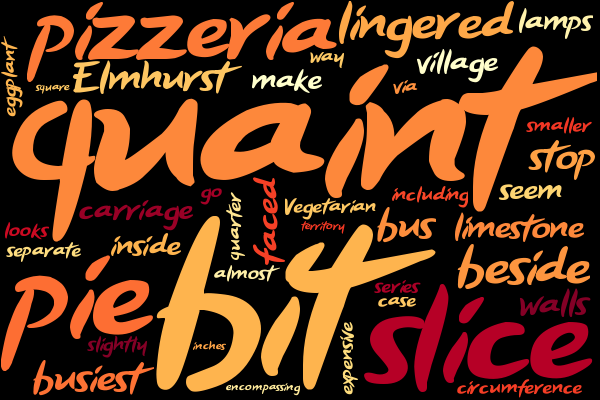 pizzeria lingered lamps
way
eggplant square Elmhurst make village via
quaint
smaller
stop
seem
carriage go quarter faced Vegetarian including
territory
looks
separate inside almost bus limestone
beside
pie bit series case slice walls
slightly inches
busiest encompassing expensive circumference